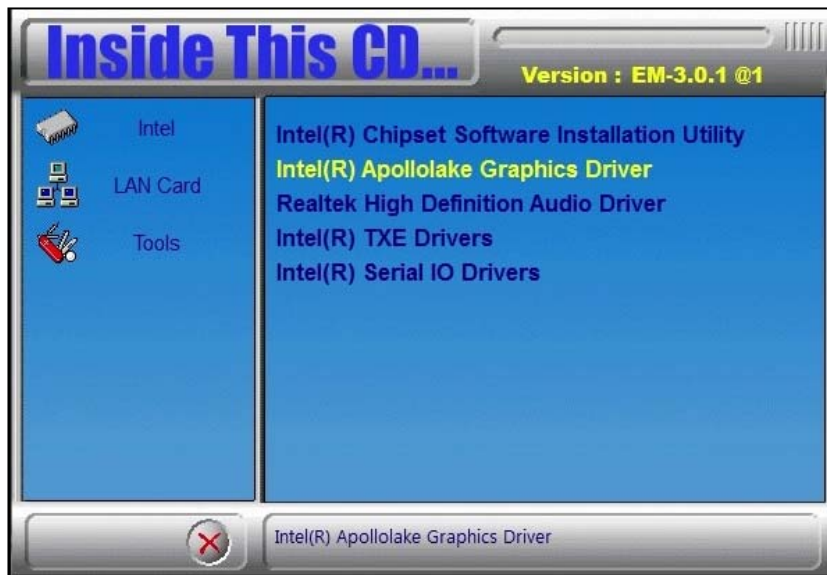 Inside This CD...
Version : EM-3.0.1 @1
Intel
LAN Card
Tools
Intel(R) Chipset Software Installation Utility
Intel(R) Apollolake Graphics Driver
Realtek High Definition Audio Driver
Intel(R) TXE Drivers
Intel(R) Serial IO Drivers
Intel(R) Apollolake Graphics Driver